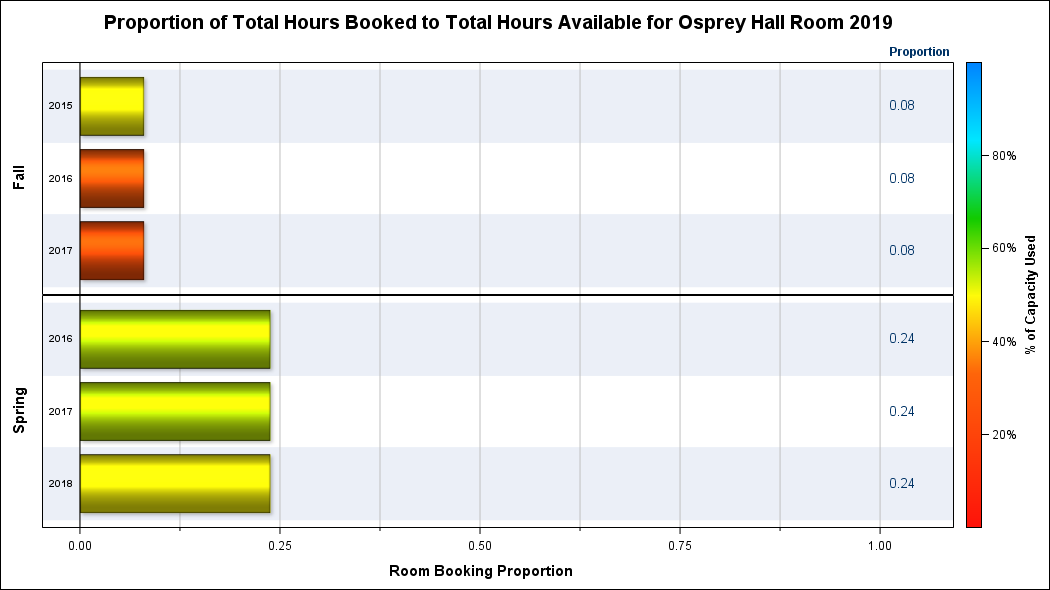 Proportion of Total Hours Booked to Total Hours Available for Osprey Hall Room 2019
Proportion
Fall
2015
0.08
2016
0.08
2017
0.08
Spring
2016
0.24
2017
0.24
2018
0.24
0.00 0.25 0.50 0.75 1.00
Room Booking Proportion
80%
60%
40%
20%
% of Capacity Used